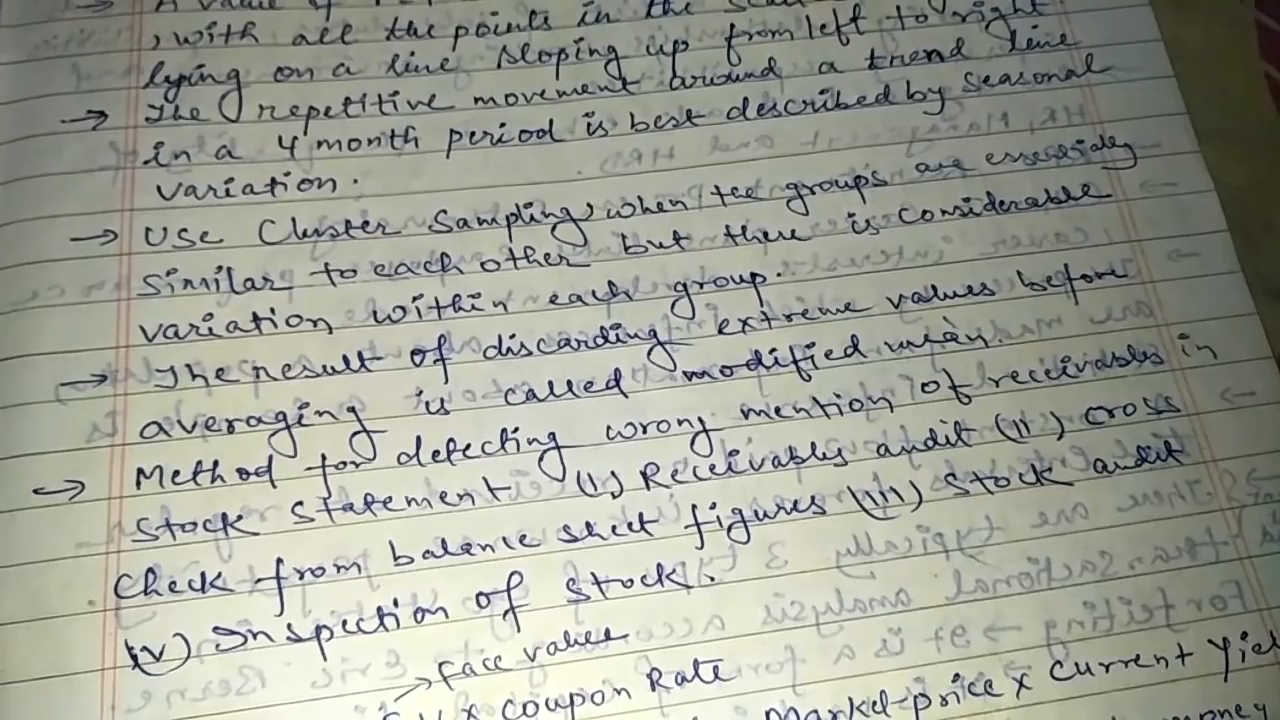 → A value of
, with all the points in the
lying on a line sloping up from left to right
→ The repetitive movement around a trend line
in a 4 month period is best described by seasonal
variation.
→ Use Cluster Sampling, when the groups are essentially
similar to each other but there is considerable
variation within each group.
→ The result of discarding extreme values before
averaging is called modified mean.
→ Method for detecting wrong mention of receivables in
stock statement (i) Receivables audit (ii) cross
check from balance sheet figures (iii) stock audit
(iv) Inspection of stock.
→ face value
x coupon Rate
market-price x Current Yiel